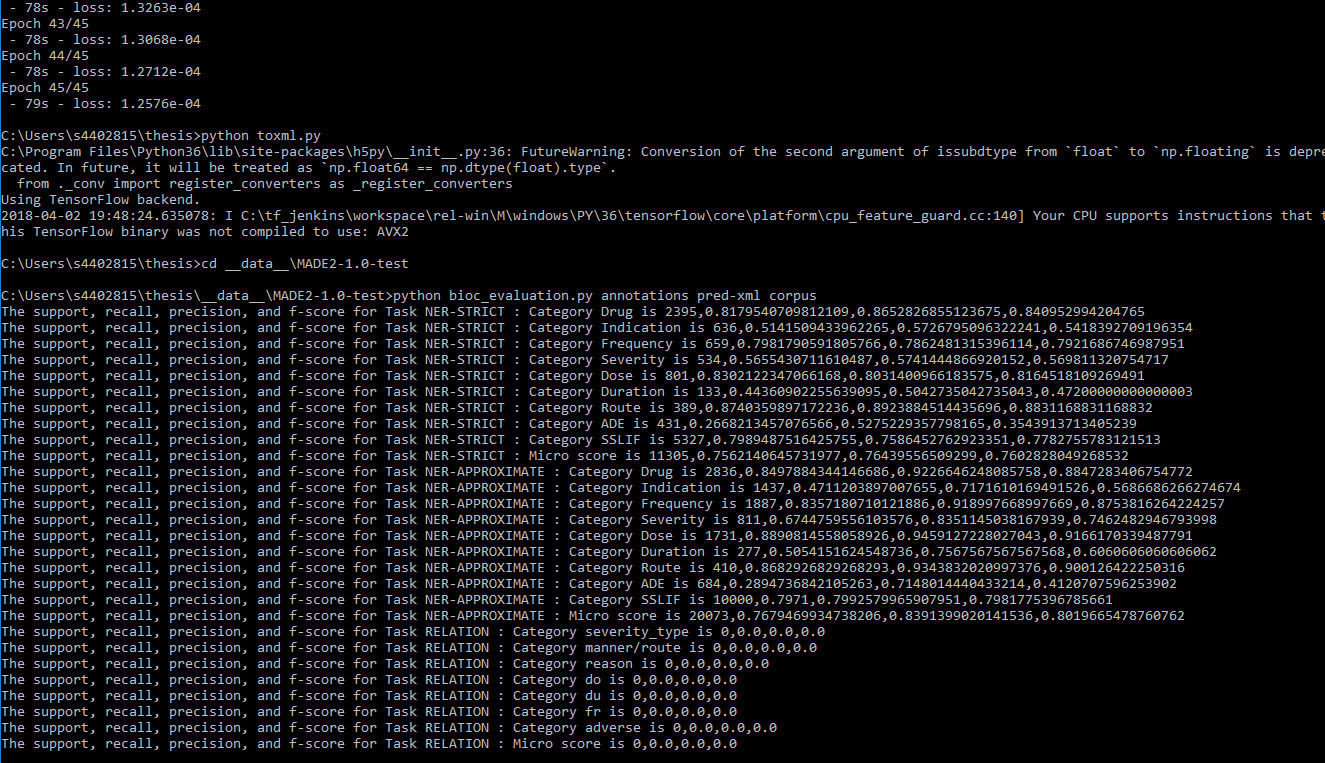 - 78s - loss: 1.3263e-04
Epoch 43/45
- 78s - loss: 1.3068e-04
Epoch 44/45
- 78s - loss: 1.2712e-04
Epoch 45/45
- 79s - loss: 1.2576e-04
C:\Users\s4402815\thesis>python toxml.py
C:\Program Files\Python36\lib\site-packages\h5py\__init__.py:36: FutureWarning: Conversion of the second argument of issubdtype from `float` to `np.floating` is depre
cated. In future, it will be treated as `np.float64 == np.dtype(float).type`.
from ._conv import register_converters as _register_converters
Using TensorFlow backend.
2018-04-02 19:48:24.635078: I C:\tf_jenkins\workspace\rel-win\M\windows\PY\36\tensorflow\core\platform\cpu_feature_guard.cc:140] Your CPU supports instructions that t
his TensorFlow binary was not compiled to use: AVX2
C:\Users\s4402815\thesis>cd __data__\MADE2-1.0-test
C:\Users\s4402815\thesis\__data__\MADE2-1.0-test>python bioc_evaluation.py annotations pred-xml corpus
The support, recall, precision, and f-score for Task NER-STRICT : Category Drug is 2395,0.8179540709812109,0.8652826855123675,0.840952994204765
The support, recall, precision, and f-score for Task NER-STRICT : Category Indication is 636,0.5141509433962265,0.5726795096322241,0.5418392709196354
The support, recall, precision, and f-score for Task NER-STRICT : Category Frequency is 659,0.7981790591805766,0.7862481315396114,0.7921686746987951
The support, recall, precision, and f-score for Task NER-STRICT : Category Severity is 534,0.5655430711610487,0.5741444866920152,0.569811320754717
The support, recall, precision, and f-score for Task NER-STRICT : Category Dose is 801,0.8302122347066168,0.8031400966183575,0.8164518109269491
The support, recall, precision, and f-score for Task NER-STRICT : Category Duration is 133,0.44360902255639095,0.5042735042735043,0.47200000000000003
The support, recall, precision, and f-score for Task NER-STRICT : Category Route is 389,0.8740359897172236,0.8923884514435696,0.8831168831168832
The support, recall, precision, and f-score for Task NER-STRICT : Category ADE is 431,0.2668213457076566,0.5275229357798165,0.3543913713405239
The support, recall, precision, and f-score for Task NER-STRICT : Category SSLIF is 5327,0.7989487516425755,0.7586452762923351,0.7782755783121513
The support, recall, precision, and f-score for Task NER-STRICT : Micro score is 11305,0.7562140645731977,0.76439556509299,0.7602828049268532
The support, recall, precision, and f-score for Task NER-APPROXIMATE : Category Drug is 2836,0.8497884344146686,0.9226646248085758,0.8847283406754772
The support, recall, precision, and f-score for Task NER-APPROXIMATE : Category Indication is 1437,0.4711203897007655,0.7171610169491526,0.5686686266274674
The support, recall, precision, and f-score for Task NER-APPROXIMATE : Category Frequency is 1887,0.8357180710121886,0.918997668997669,0.8753816264224257
The support, recall, precision, and f-score for Task NER-APPROXIMATE : Category Severity is 811,0.6744759556103576,0.8351145038167939,0.7462482946793998
The support, recall, precision, and f-score for Task NER-APPROXIMATE : Category Dose is 1731,0.8890814558058926,0.9459127228027043,0.9166170339487791
The support, recall, precision, and f-score for Task NER-APPROXIMATE : Category Duration is 277,0.5054151624548736,0.7567567567567568,0.6060606060606062
The support, recall, precision, and f-score for Task NER-APPROXIMATE : Category Route is 410,0.8682926829268293,0.9343832020997376,0.900126422250316
The support, recall, precision, and f-score for Task NER-APPROXIMATE : Category ADE is 684,0.2894736842105263,0.7148014440433214,0.4120707596253902
The support, recall, precision, and f-score for Task NER-APPROXIMATE : Category SSLIF is 10000,0.7971,0.7992579965907951,0.7981775396785661
The support, recall, precision, and f-score for Task NER-APPROXIMATE : Micro score is 20073,0.7679469934738206,0.8391399020141536,0.8019665478760762
The support, recall, precision, and f-score for Task RELATION : Category severity_type is 0,0.0,0.0,0.0
The support, recall, precision, and f-score for Task RELATION : Category manner/route is 0,0.0,0.0,0.0
The support, recall, precision, and f-score for Task RELATION : Category reason is 0,0.0,0.0,0.0
The support, recall, precision, and f-score for Task RELATION : Category do is 0,0.0,0.0,0.0
The support, recall, precision, and f-score for Task RELATION : Category du is 0,0.0,0.0,0.0
The support, recall, precision, and f-score for Task RELATION : Category fr is 0,0.0,0.0,0.0
The support, recall, precision, and f-score for Task RELATION : Category adverse is 0,0.0,0.0,0.0
The support, recall, precision, and f-score for Task RELATION : Micro score is 0,0.0,0.0,0.0